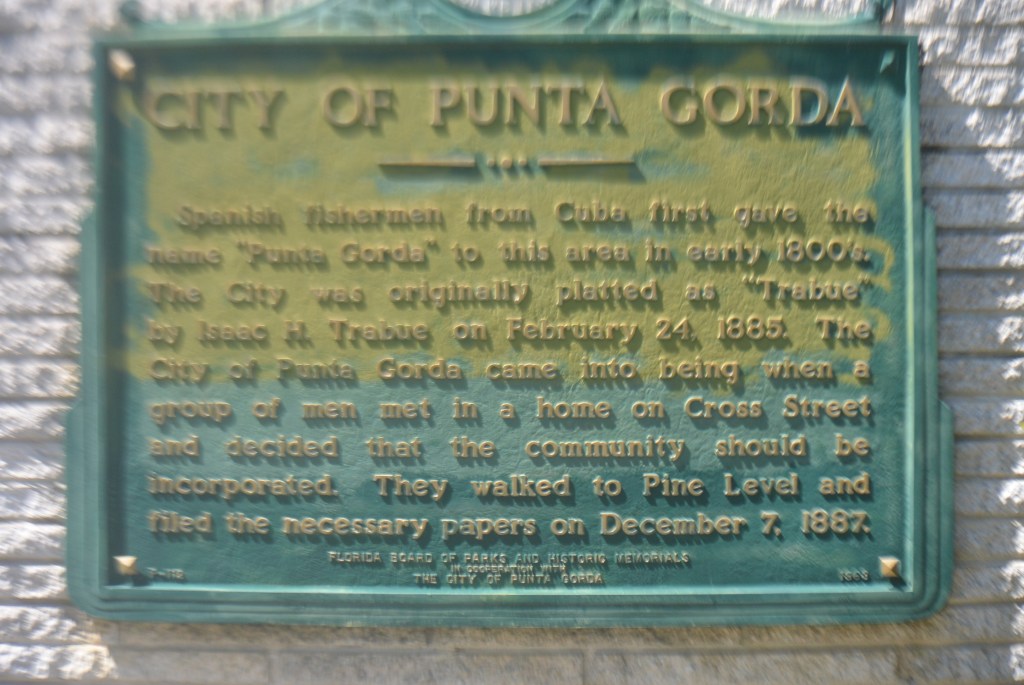 CITY OF PUNTA GORDA
Spanish fishermen from Cuba first gave the
name "Punta Gorda" to this area in early 1800's.
The City was originally platted as "Trabue"
by Isaac H. Trabue on February 24, 1885. The
City of Punta Gorda came into being when a
group of men met in a home on Cross Street
and decided that the community should be
incorporated. They walked to Pine Level and
filed the necessary papers on December 7, 1887.
FLORIDA BOARD OF PARKS AND HISTORIC MEMORIALS
IN COOPERATION WITH
THE CITY OF PUNTA GORDA